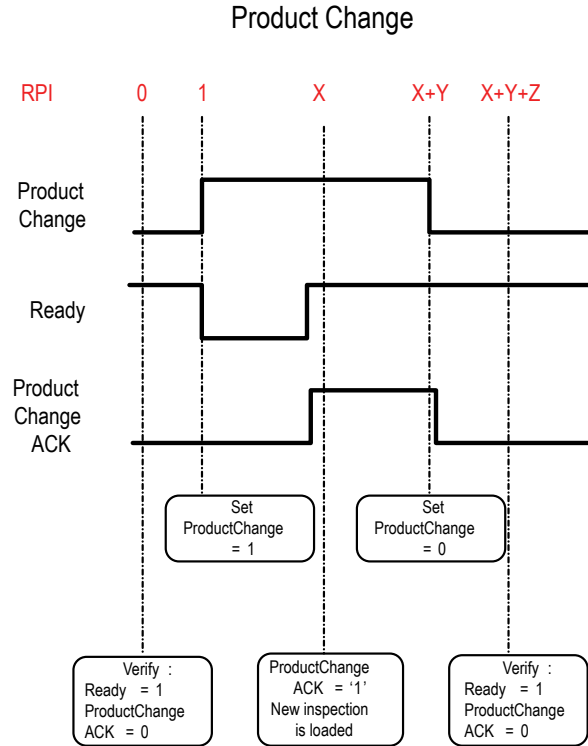 Product Change
RPI 0 1 X X+Y X+Y+Z
Product
Change
Ready
Product
Change
ACK
Set
ProductChange
= 1
Set
ProductChange
= 0
Verify :
Ready = 1
ProductChange
ACK = 0
ProductChange
ACK = ‘1’
New inspection
is loaded
Verify :
Ready = 1
ProductChange
ACK = 0